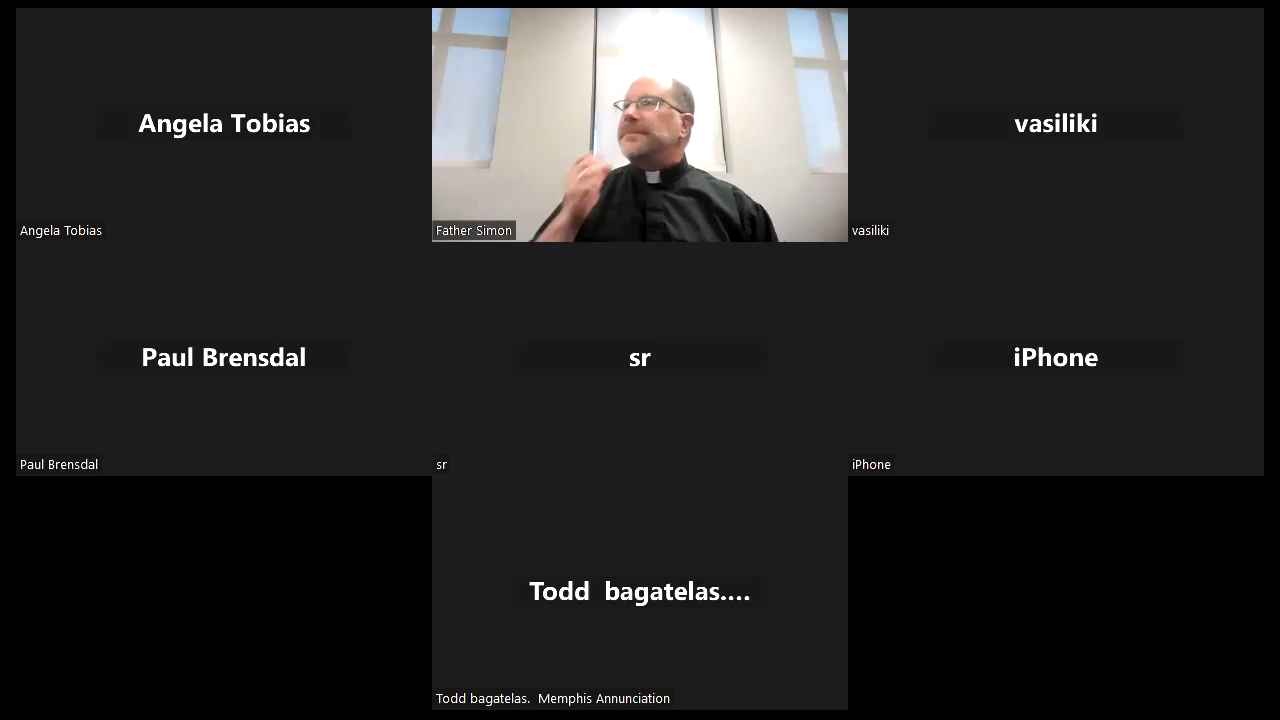 Angela Tobias
Angela Tobias
Father Simon
vasiliki
vasiliki
Paul Brensdal
Paul Brensdal
sr
sr
iPhone
iPhone
Todd  bagatelas....
Todd bagatelas.  Memphis Annunciation